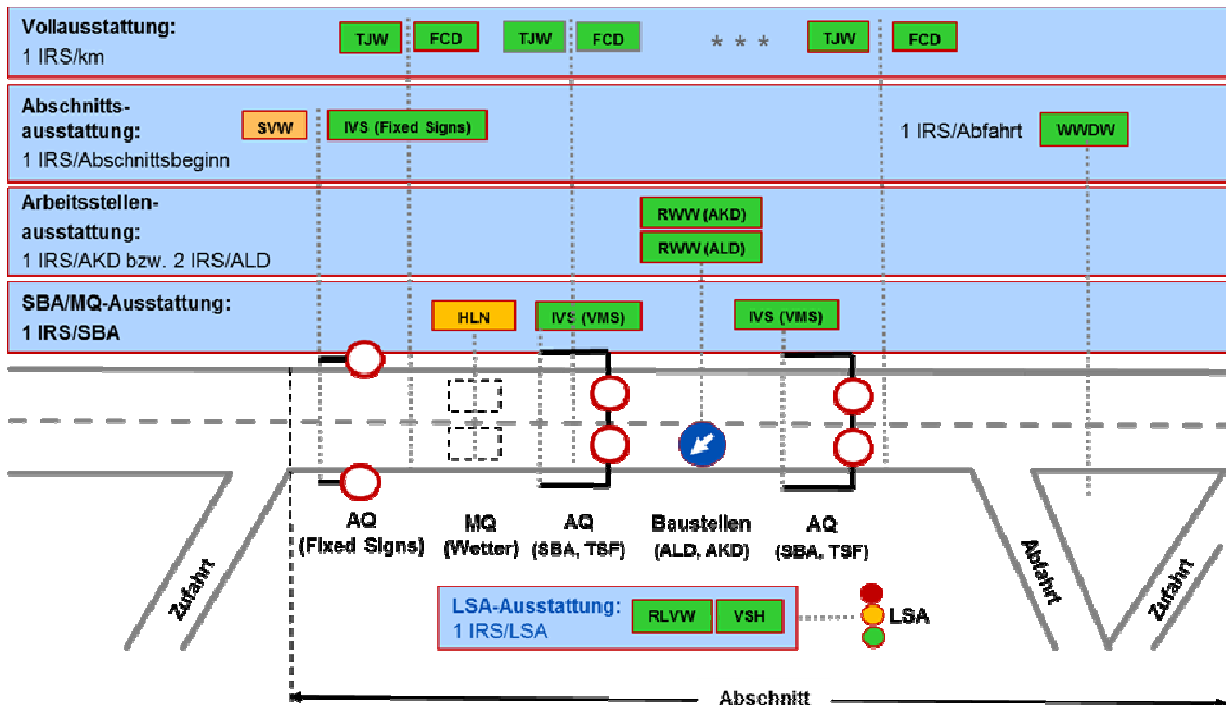 Vollausstattung:
1 IRS/km
TJW FCD TJW FCD * * * TJW FCD
Abschnitts-
ausstattung:
1 IRS/Abschnittsbeginn
SVW IVS (Fixed Signs) 1 IRS/Abfahrt WWDW
Arbeitsstellen-
ausstattung:
1 IRS/AKD bzw. 2 IRS/ALD
RWW (AKD)
RWW (ALD)
SBA/MQ-Ausstattung:
1 IRS/SBA
HLN IVS (VMS) IVS (VMS)
AQ
(Fixed Signs)
MQ
(Wetter)
AQ
(SBA, TSF)
Baustellen
(ALD, AKD)
AQ
(SBA, TSF)
Zufahrt
Abfahrt
Zufahrt
LSA-Ausstattung:
1 IRS/LSA
RLVW VSH
LSA
Abschnitt